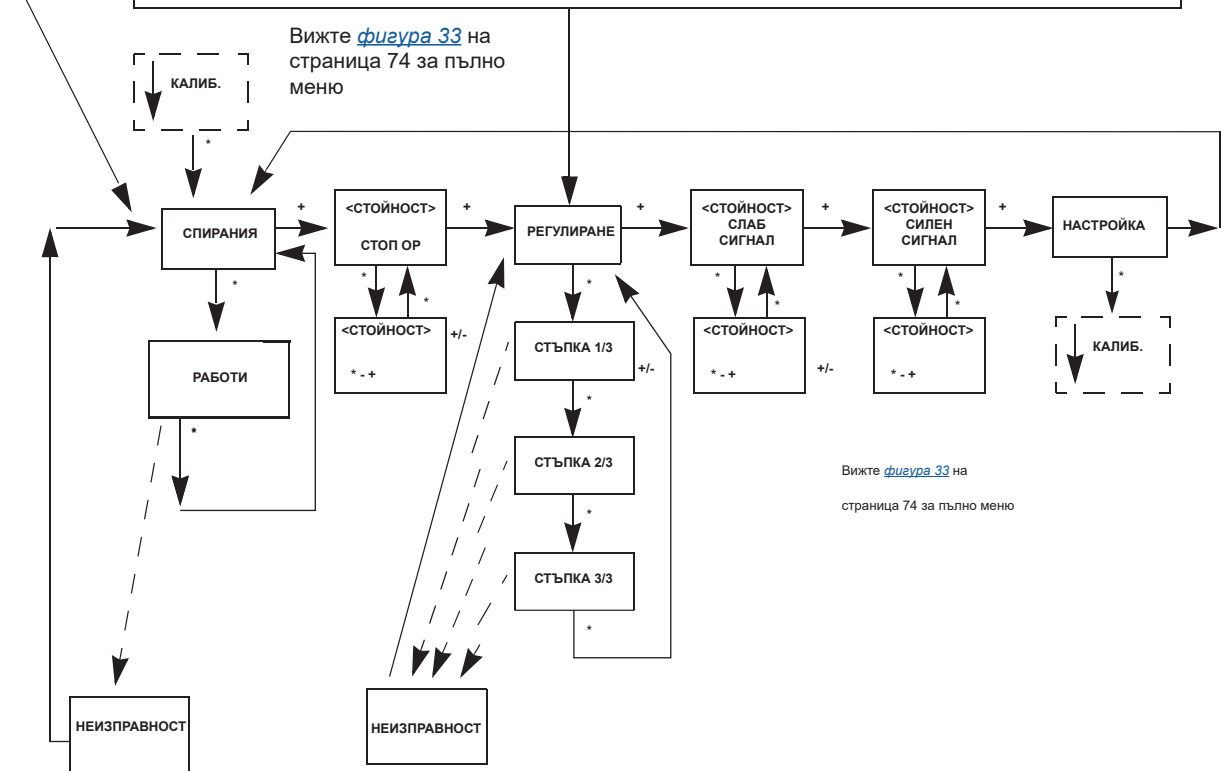 Вижте фигура 33 на
страница 74 за пълно
меню
КАЛИБ.
*
СПИРАНИЯ
+
<СТОЙНОСТ>
СТОП ОР
+
РЕГУЛИРАНЕ
+
<СТОЙНОСТ>
СЛАБ
СИГНАЛ
+
<СТОЙНОСТ>
СИЛЕН
СИГНАЛ
+
НАСТРОЙКА
*
*
*
*
*
*
*
*
*
<СТОЙНОСТ>
* - +
+/-
СТЪПКА 1/3
+/-
<СТОЙНОСТ>
* - +
+/-
<СТОЙНОСТ>
* - +
КАЛИБ.
РАБОТИ
*
*
СТЪПКА 2/3
*
СТЪПКА 3/3
*
Вижте фигура 33 на
страница 74 за пълно меню
НЕИЗПРАВНОСТ
НЕИЗПРАВНОСТ